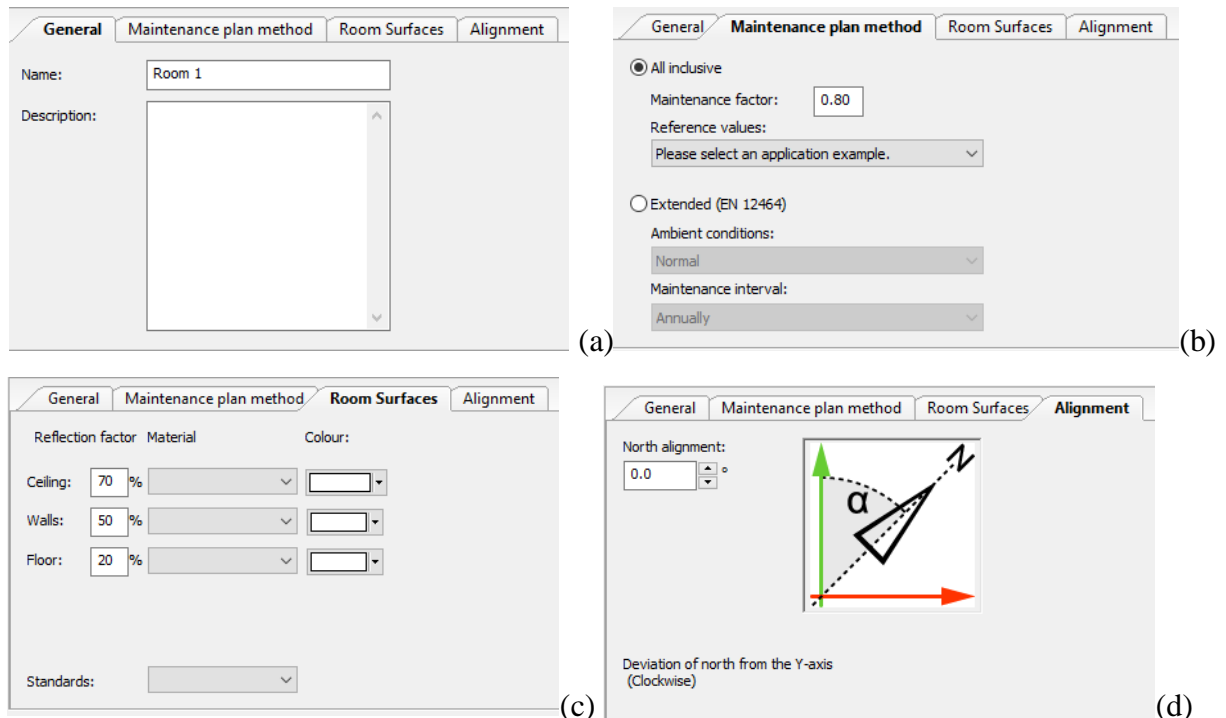 General Maintenance plan method Room Surfaces Alignment
Name: Room 1
Description:
(a)
General Maintenance plan method Room Surfaces Alignment
All inclusive
Maintenance factor: 0.80
Reference values:
Please select an application example.
Extended (EN 12464)
Ambient conditions:
Normal
Maintenance interval:
Annually
(b)
General Maintenance plan method Room Surfaces Alignment
Reflection factor Material Colour:
Ceiling: 70 %
Walls: 50 %
Floor: 20 %
Standards:
(c)
General Maintenance plan method Room Surfaces Alignment
North alignment:
0.0 °
N
α
Deviation of north from the Y-axis
(Clockwise)
(d)